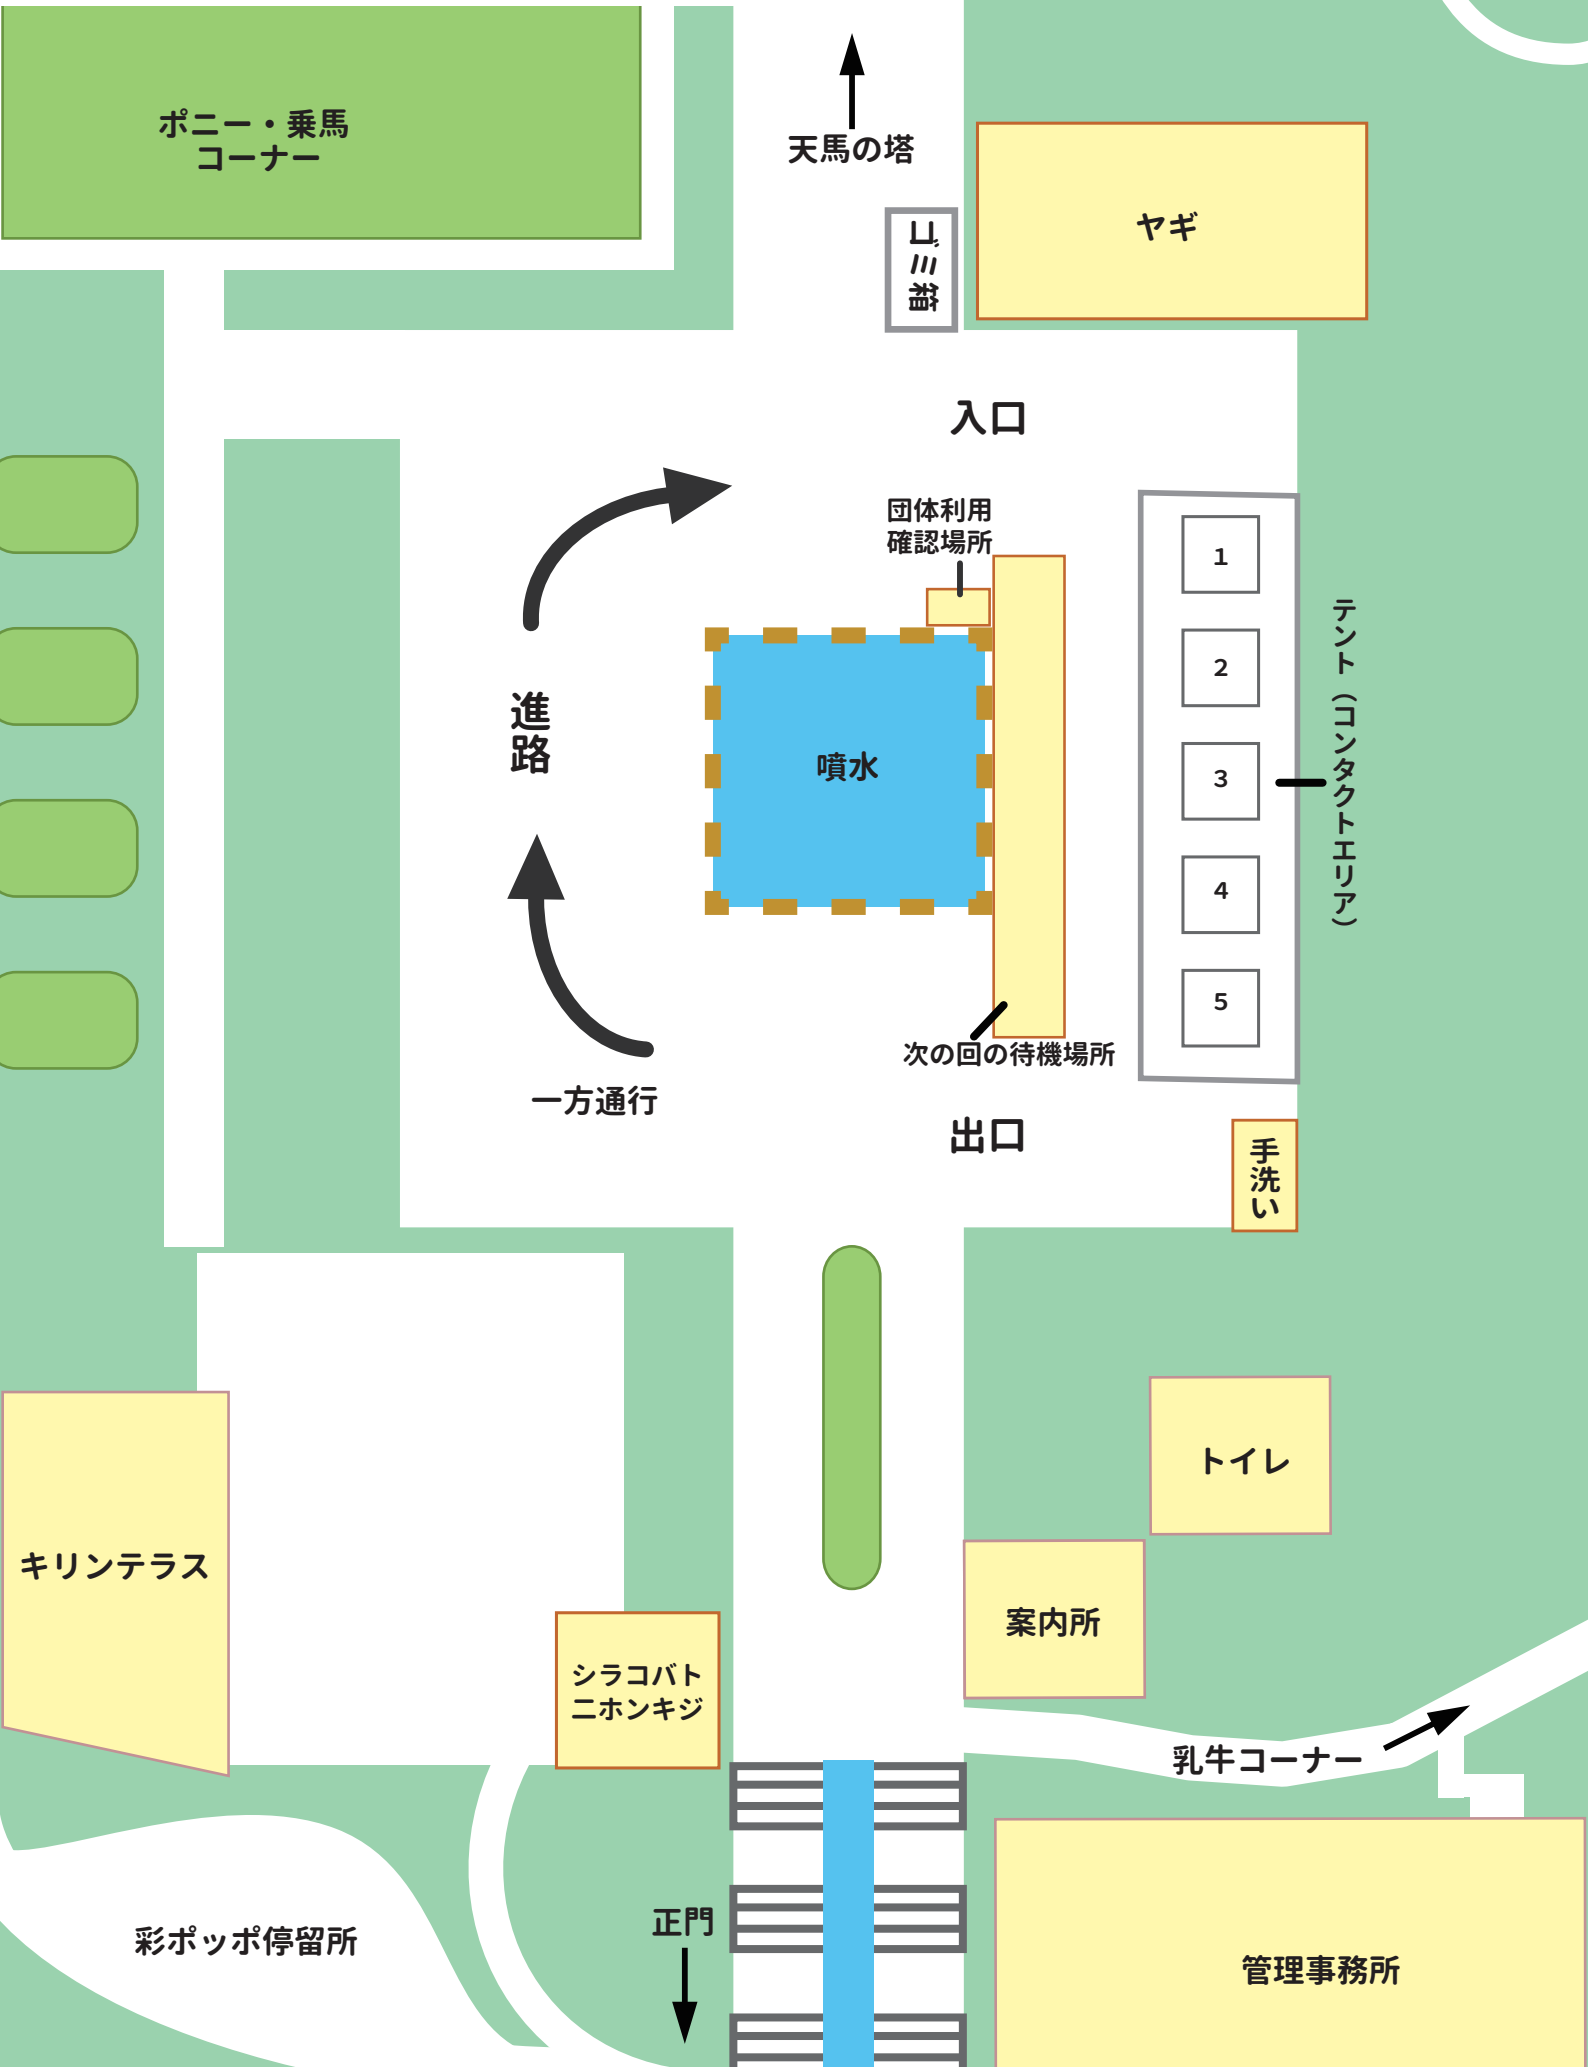 ポニー・乗馬
コーナー
天馬の塔
ゴミ箱
ヤギ
入口
団体利用
確認場所
1
2
3
4
5
テント（コンタクトエリア）
進路
噴水
次の回の待機場所
一方通行
出口
手洗い
トイレ
キリンテラス
案内所
シラコバト
ニホンキジ
乳牛コーナー
正門
彩ポッポ停留所
管理事務所